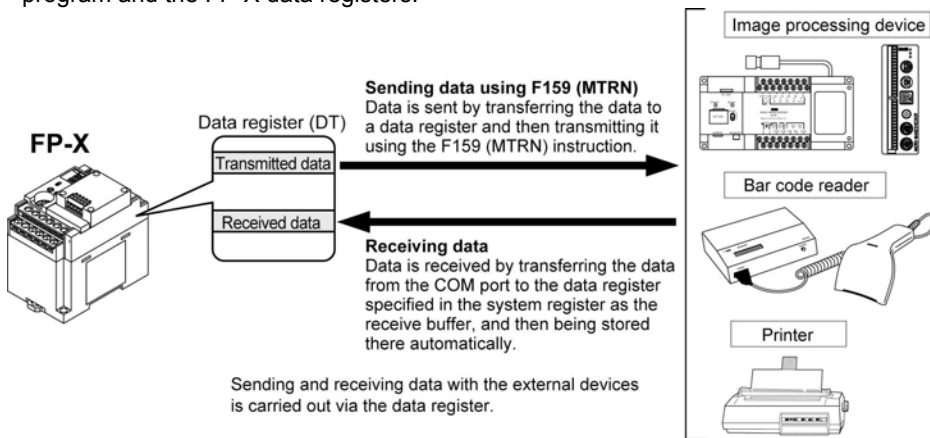 program and the FP-X data registers.
Image processing device
Sending data using F159 (MTRN)
Data is sent by transferring the data to
a data register and then transmitting it
using the F159 (MTRN) instruction.
Data register (DT)
FP-X
Transmitted data
Bar code reader
Received data
Receiving data
Data is received by transferring the data
from the COM port to the data register
specified in the system register as the
receive buffer, and then being stored
there automatically.
Printer
Sending and receiving data with the external devices
is carried out via the data register.